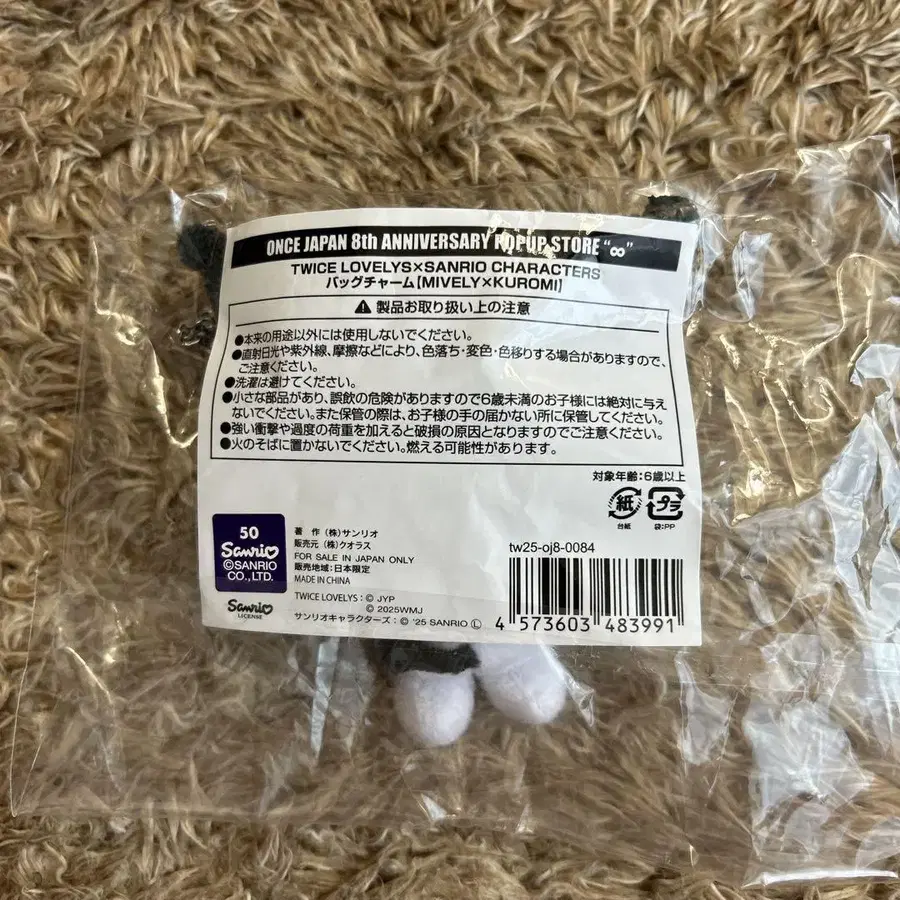 ONCE JAPAN 8th ANNIVERSARY POPUP STORE “∞”
TWICE LOVELYS×SANRIO CHARACTERS
バッグチャーム【MIVELY×KUROMI】
製品お取り扱い上の注意
●本来の用途以外には使用しないでください。
●直射日光や紫外線、摩擦などにより、色落ち・変色・色移りする場合がありますので、
ご注意ください。
●洗濯は避けてください。
●小さな部品があり、誤飲の危険がありますので6歳未満のお子様には絶対に与え
ないでください。また保管の際は、お子様の手の届かない所に保管してください。
●強い衝撃や過度の荷重を加えると破損の原因となりますのでご注意ください。
●火のそばに置かないでください。燃える可能性があります。
対象年齢:6歳以上
紙
台紙
プラ
袋:PP
50
Sanrio
©SANRIO
CO.,LTD.
Sanrio
LICENSE
著 作 (株)サンリオ
販売元 (株)クオラス
FOR SALE IN JAPAN ONLY
販売地域:日本限定
MADE IN CHINA
TWICE LOVELYS:© JYP
© 2025WMJ
サンリオキャラクターズ:© '25 SANRIO Ⓛ
tw25-oj8-0084
4 573603 483991